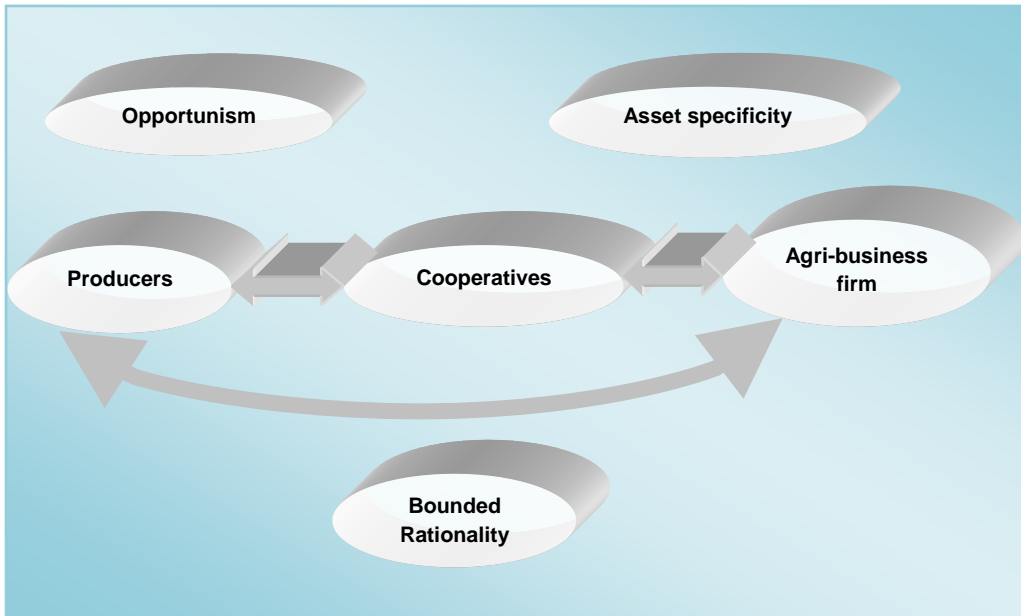 Opportunism
Asset specificity
Producers
Cooperatives
Agri-business
firm
Bounded
Rationality